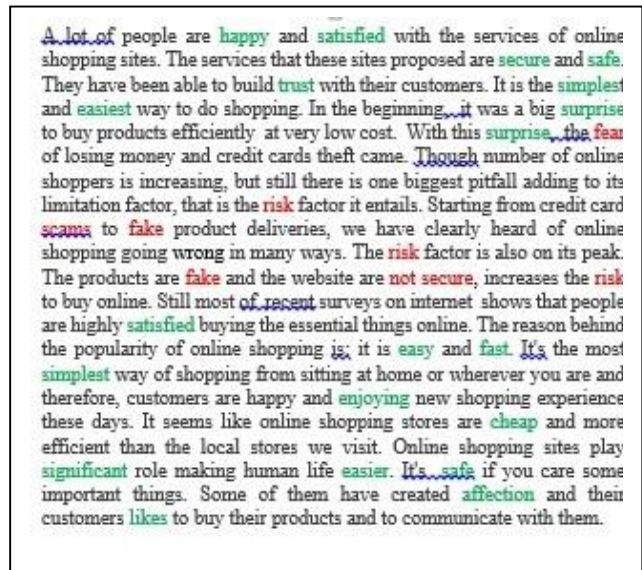 A lot of people are happy and satisfied with the services of online
shopping sites. The services that these sites proposed are secure and safe.
They have been able to build trust with their customers. It is the simplest
and easiest way to do shopping. In the beginning, it was a big surprise
to buy products efficiently at very low cost. With this surprise, the fear
of losing money and credit cards theft came. Though number of online
shoppers is increasing, but still there is one biggest pitfall adding to its
limitation factor, that is the risk factor it entails. Starting from credit card
scams to fake product deliveries, we have clearly heard of online
shopping going wrong in many ways. The risk factor is also on its peak.
The products are fake and the website are not secure, increases the risk
to buy online. Still most of recent surveys on internet shows that people
are highly satisfied buying the essential things online. The reason behind
the popularity of online shopping is; it is easy and fast. It's the most
simplest way of shopping from sitting at home or wherever you are and
therefore, customers are happy and enjoying new shopping experience
these days. It seems like online shopping stores are cheap and more
efficient than the local stores we visit. Online shopping sites play
significant role making human life easier. It's safe if you care some
important things. Some of them have created affection and their
customers likes to buy their products and to communicate with them.